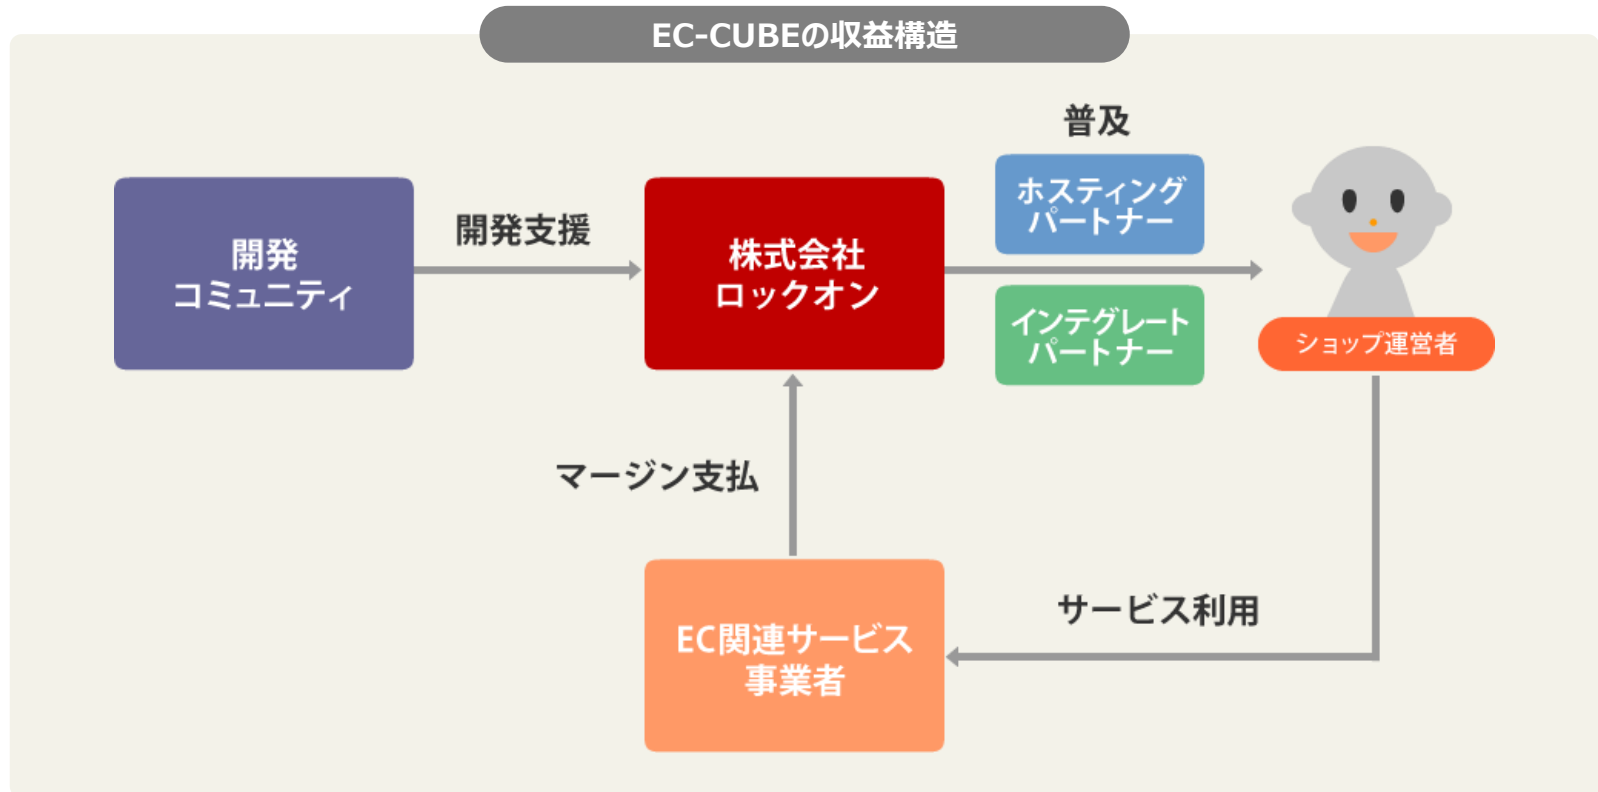 EC-CUBEの収益構造
普及
開発
コミュニティ
開発支援
株式会社
ロックオン
ホスティング
パートナー
インテグレート
パートナー
ショップ運営者
マージン支払
EC関連サービス
事業者
サービス利用